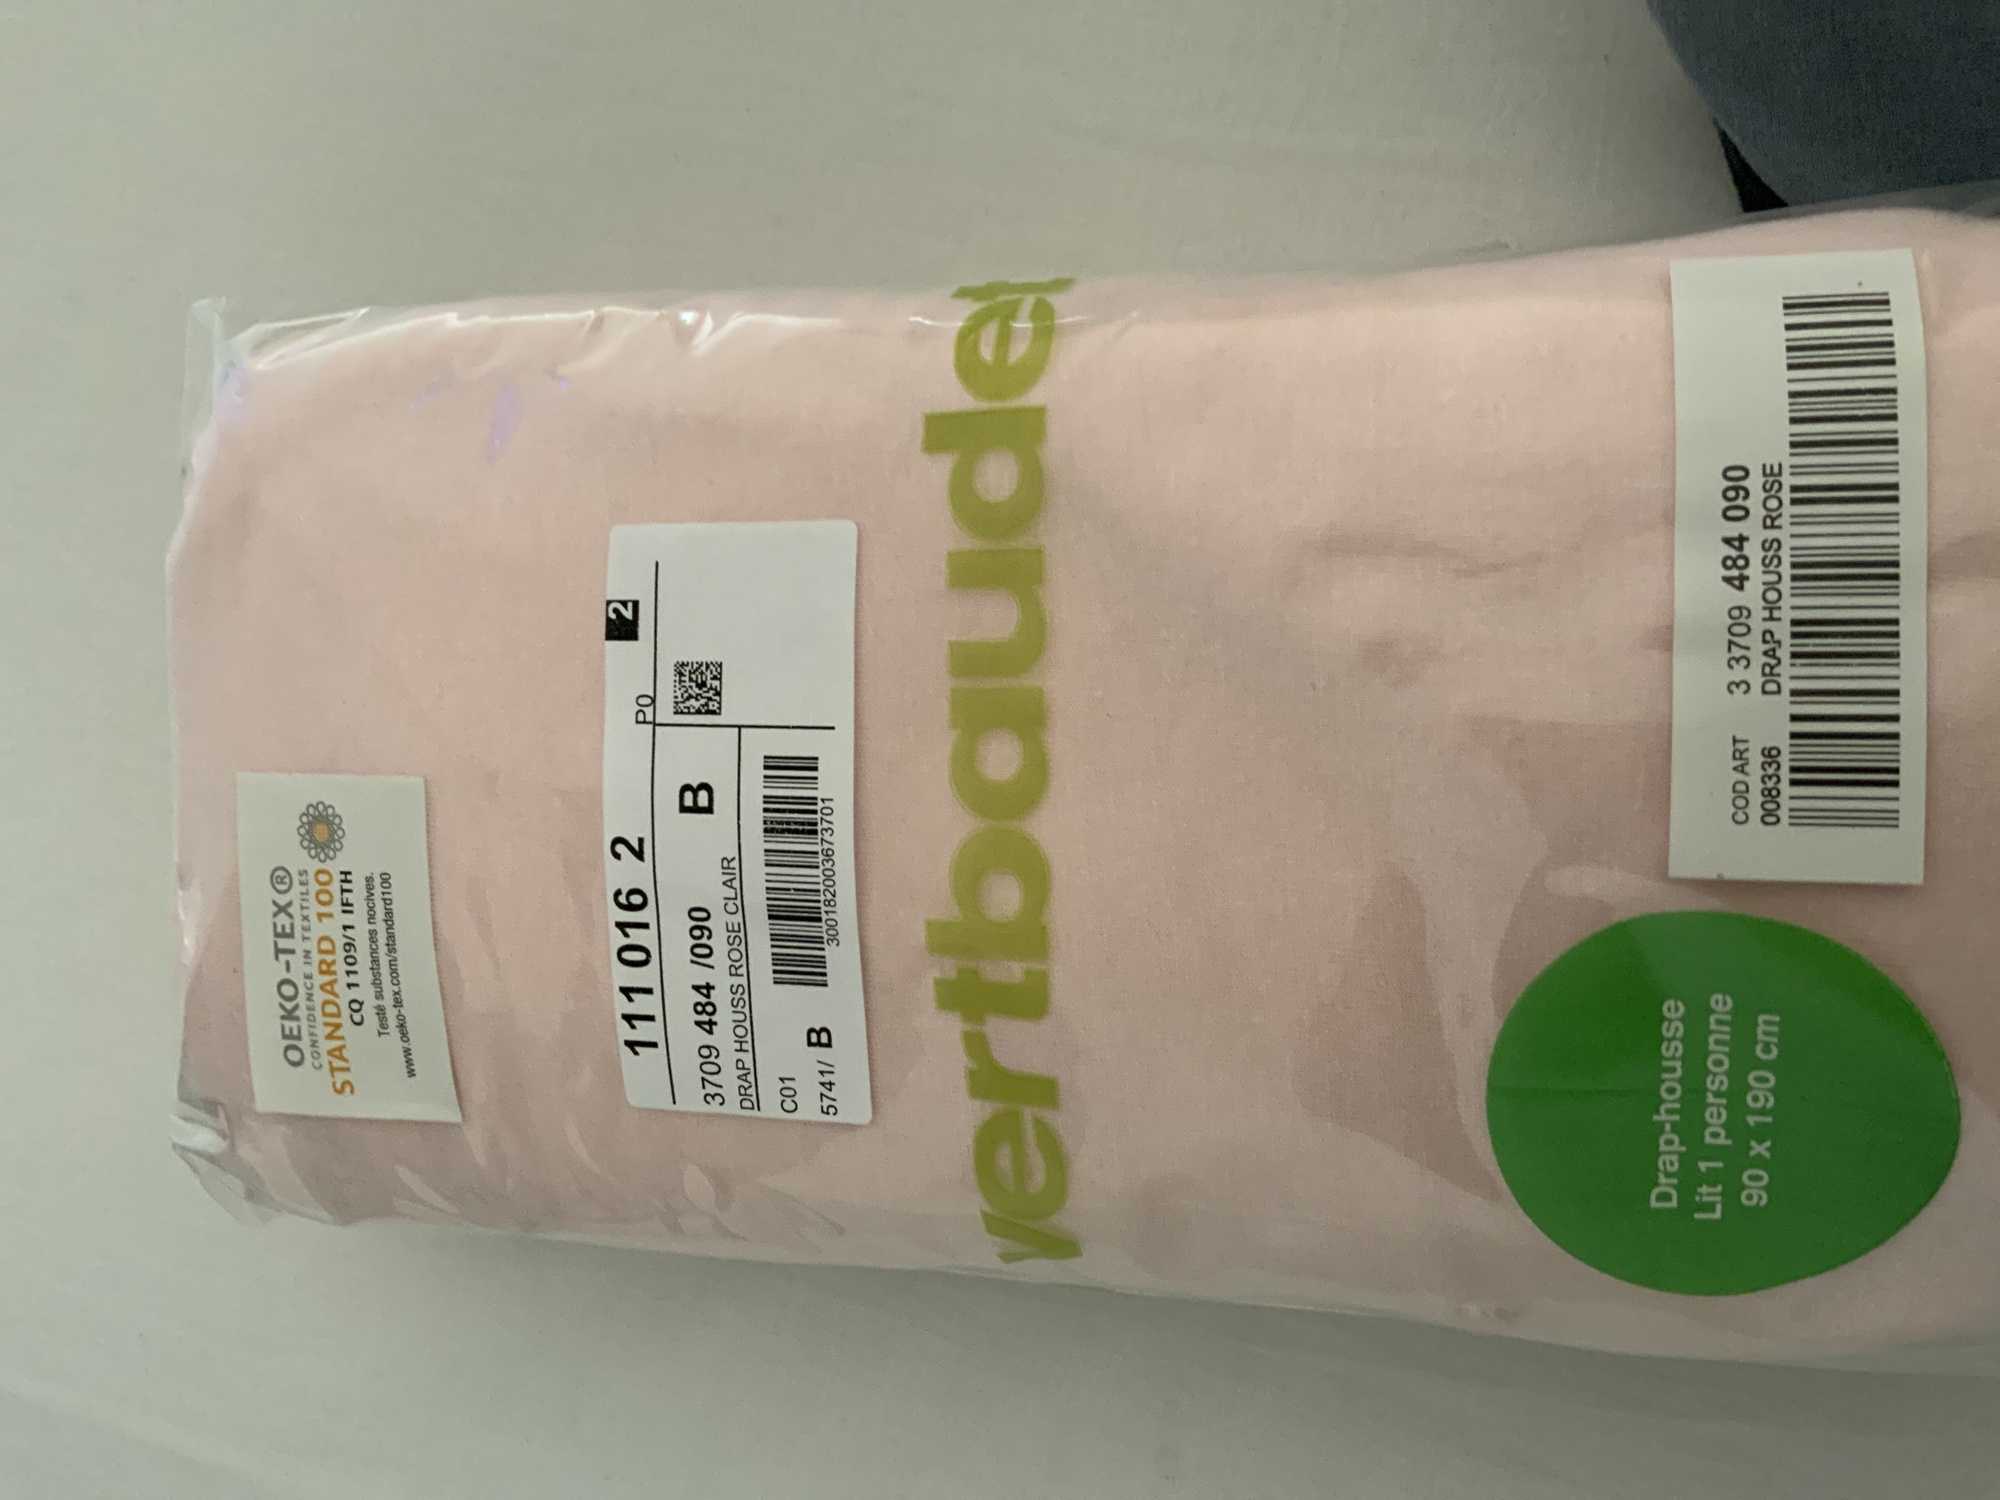 OEKO-TEX®
CONFIDENCE IN TEXTILES
STANDARD 100
CQ 1109/1 IFTH
Testé substances nocives.
www.oeko-tex.com/standard100
111 016 2
2
P0
3709 484 /090 B
DRAP HOUSS ROSE CLAIR
C01
5741/ B
300182003673701
vertbaudet
COD ART 3 3709 484 090
008336 DRAP HOUSS ROSE
Drap-housse
Lit 1 personne
90 x 190 cm